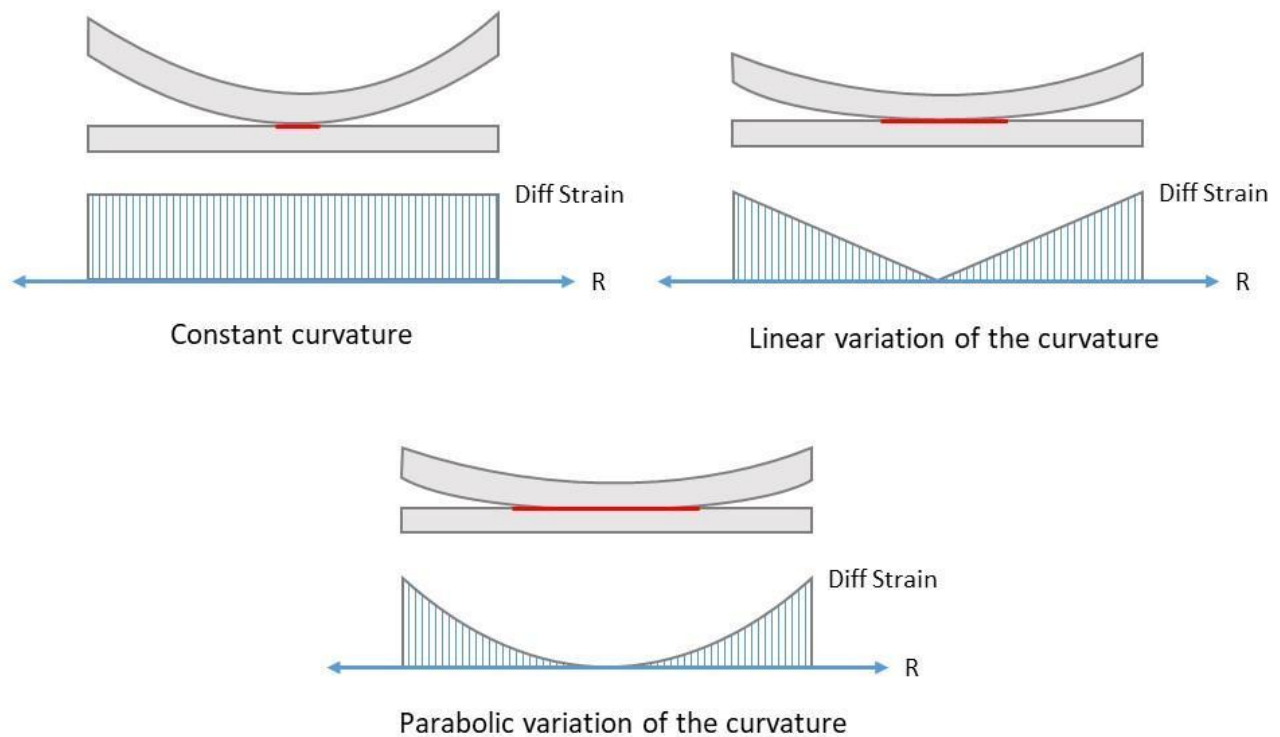 Diff Strain
R
Constant curvature
Diff Strain
R
Linear variation of the curvature
Diff Strain
R
Parabolic variation of the curvature